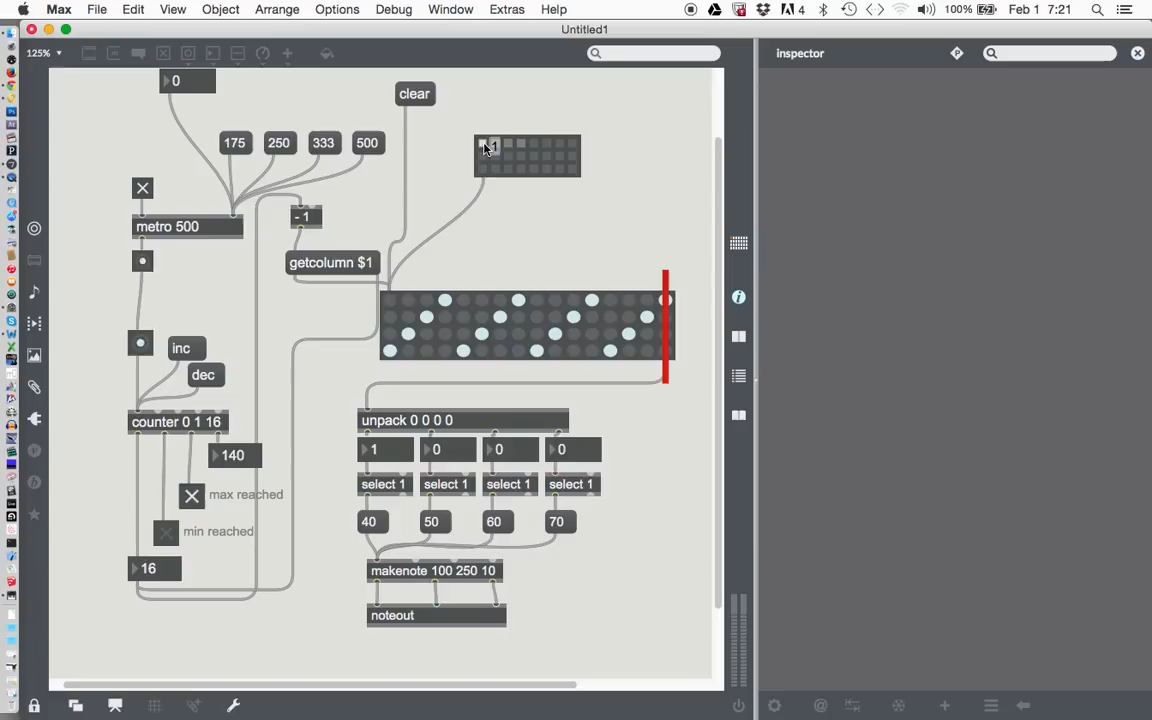 Max File Edit View Object Arrange Options Debug Window Extras Help 4 100% Feb 1 7:21
Untitled1
125%
inspector
0
clear
175 250 333 500
1
metro 500
- 1
getcolumn $1
inc
dec
counter 0 1 16
unpack 0 0 0 0
140
1 0 0 0
select 1 select 1 select 1 select 1
max reached
40 50 60 70
min reached
16
makenote 100 250 10
noteout